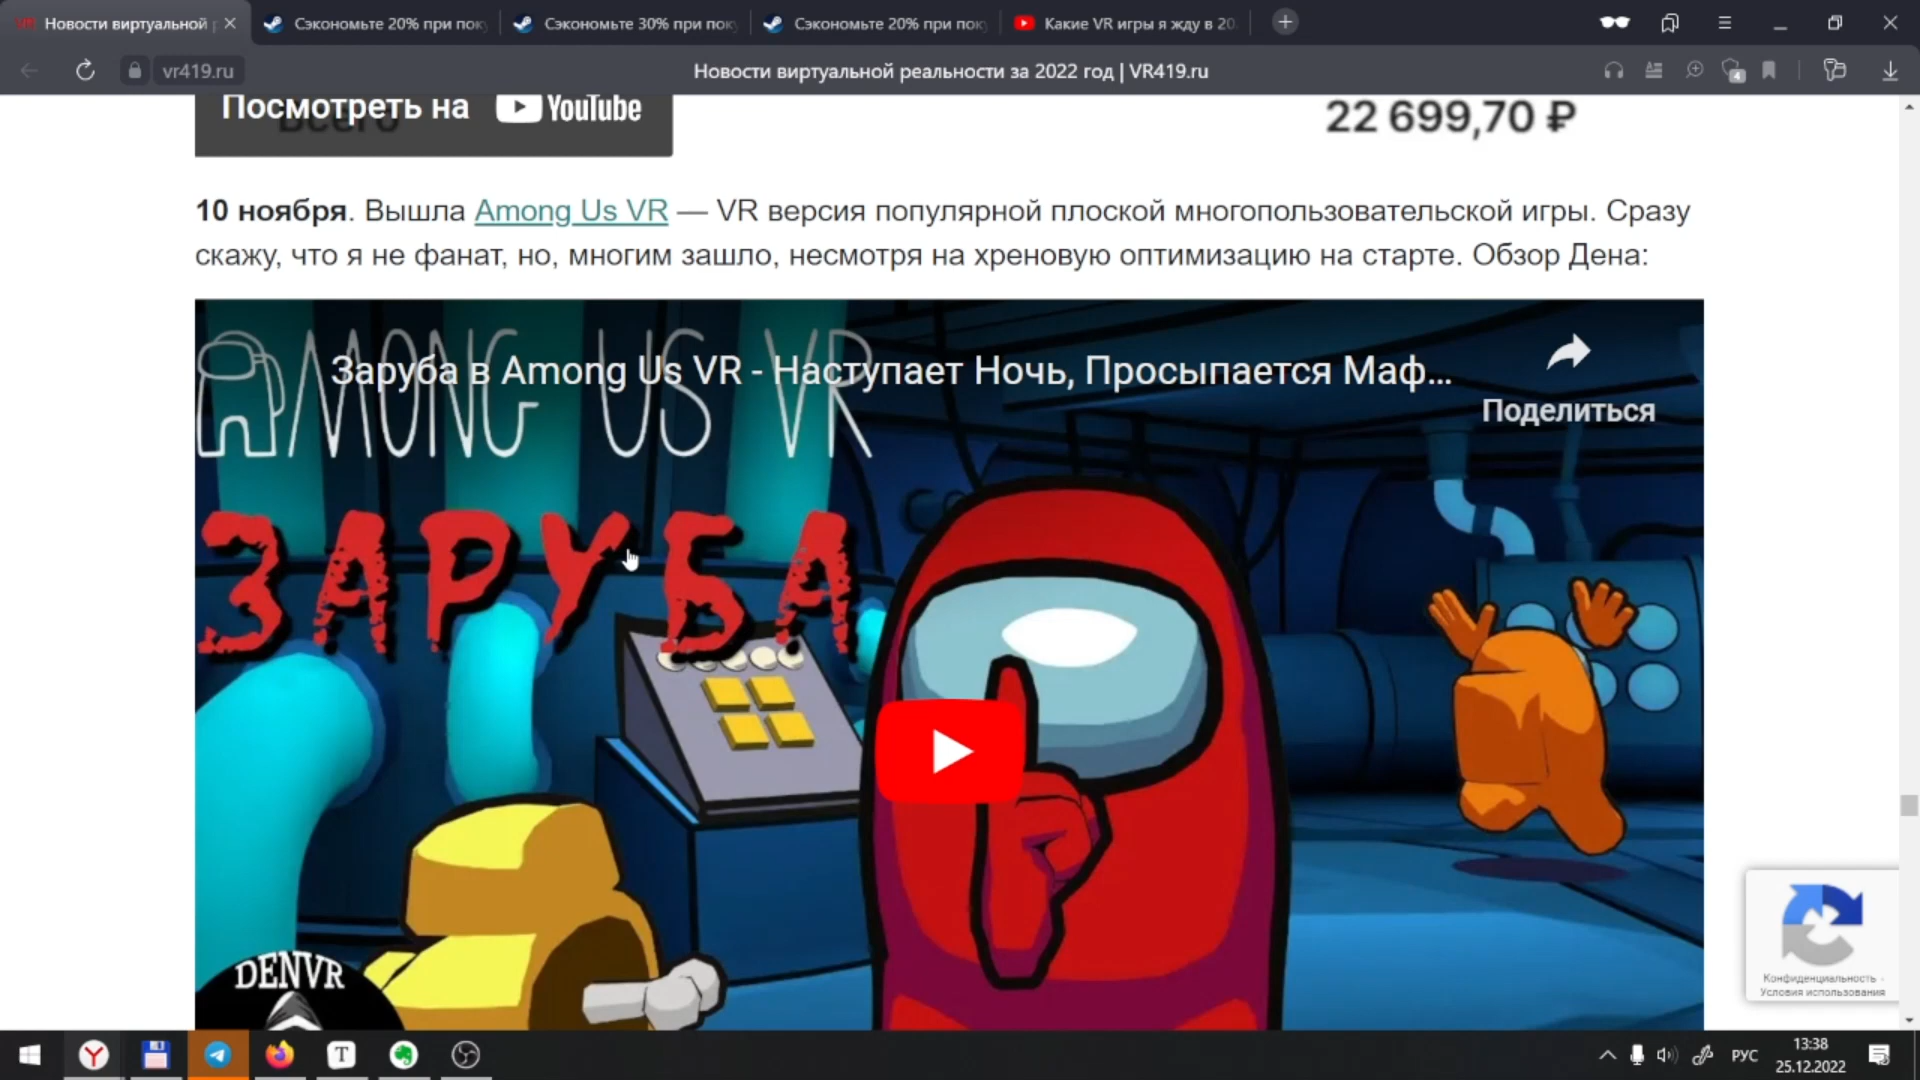 Новости виртуальной р
Сэкономьте 20% при пок
Сэкономьте 30% при пок
Сэкономьте 20% при пок
Какие VR игры я жду в 20
vr419.ru
Новости виртуальной реальности за 2022 год | VR419.ru
4
Посмотреть на YouTube
Всего
22 699,70 ₽
10 ноября. Вышла Among Us VR — VR версия популярной плоской многопользовательской игры. Сразу
скажу, что я не фанат, но, многим зашло, несмотря на хреновую оптимизацию на старте. Обзор Дена:
AMONG US VR
Заруба в Among Us VR - Наступает Ночь, Просыпается Маф...
Поделиться
ЗАРУБА
DENVR
Конфиденциальность -
Условия использования
РУС
13:38
25.12.2022